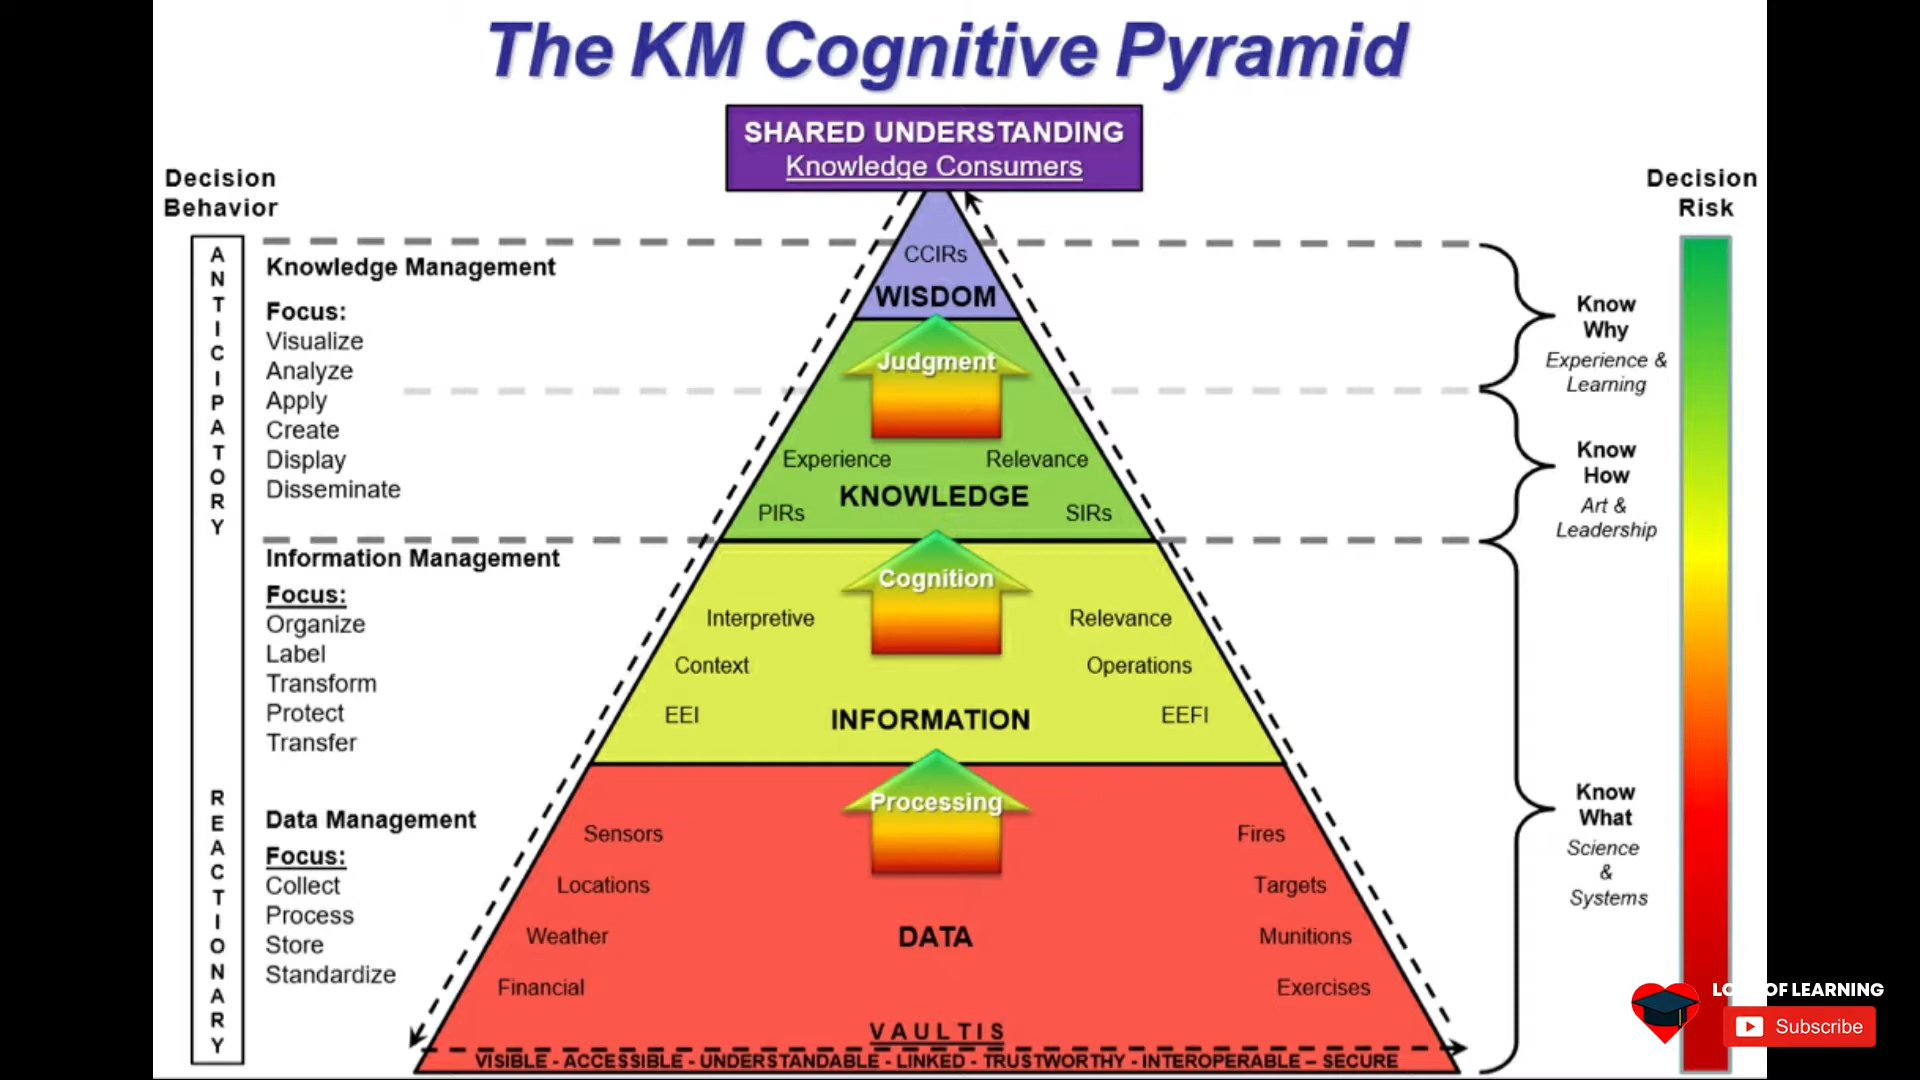 The KM Cognitive Pyramid
SHARED UNDERSTANDING
Knowledge Consumers
Decision
Behavior
ANTICIPATORY
REACTIONARY
Knowledge Management
Focus:
Visualize
Analyze
Apply
Create
Display
Disseminate
Information Management
Focus:
Organize
Label
Transform
Protect
Transfer
Data Management
Focus:
Collect
Process
Store
Standardize
CCIRs
WISDOM
Judgment
Experience Relevance
KNOWLEDGE
PIRs SIRs
Cognition
Interpretive Relevance
Context Operations
EEI EEFI
INFORMATION
Processing
Sensors Fires
Locations Targets
Weather Munitions
DATA
Financial Exercises
VAULTIS
VISIBLE - ACCESSIBLE - UNDERSTANDABLE - LINKED - TRUSTWORTHY - INTEROPERABLE – SECURE
Know
Why
Experience &
Learning
Know
How
Art &
Leadership
Know
What
Science
&
Systems
Decision
Risk
OF LEARNING
Subscribe